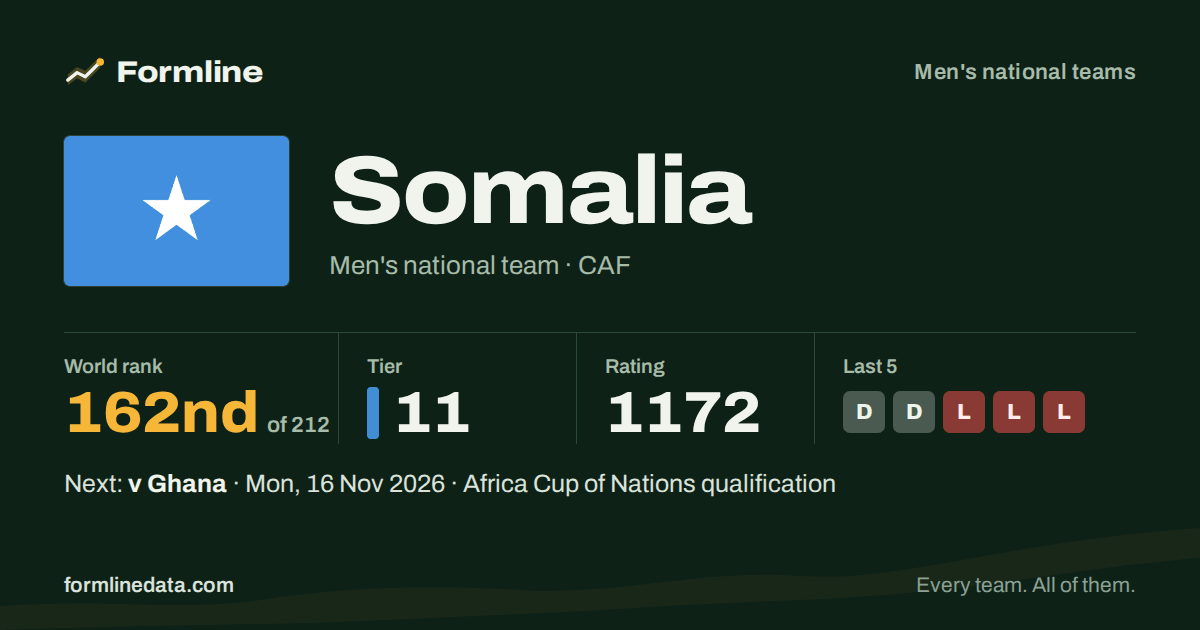 Formline
Men's national teams
Somalia
Men's national team · CAF
World rank
Tier
Rating
Last 5
162nd of 212
11
1172
D D L L L
Next: v Ghana · Mon, 16 Nov 2026 · Africa Cup of Nations qualification
formlinedata.com
Every team. All of them.